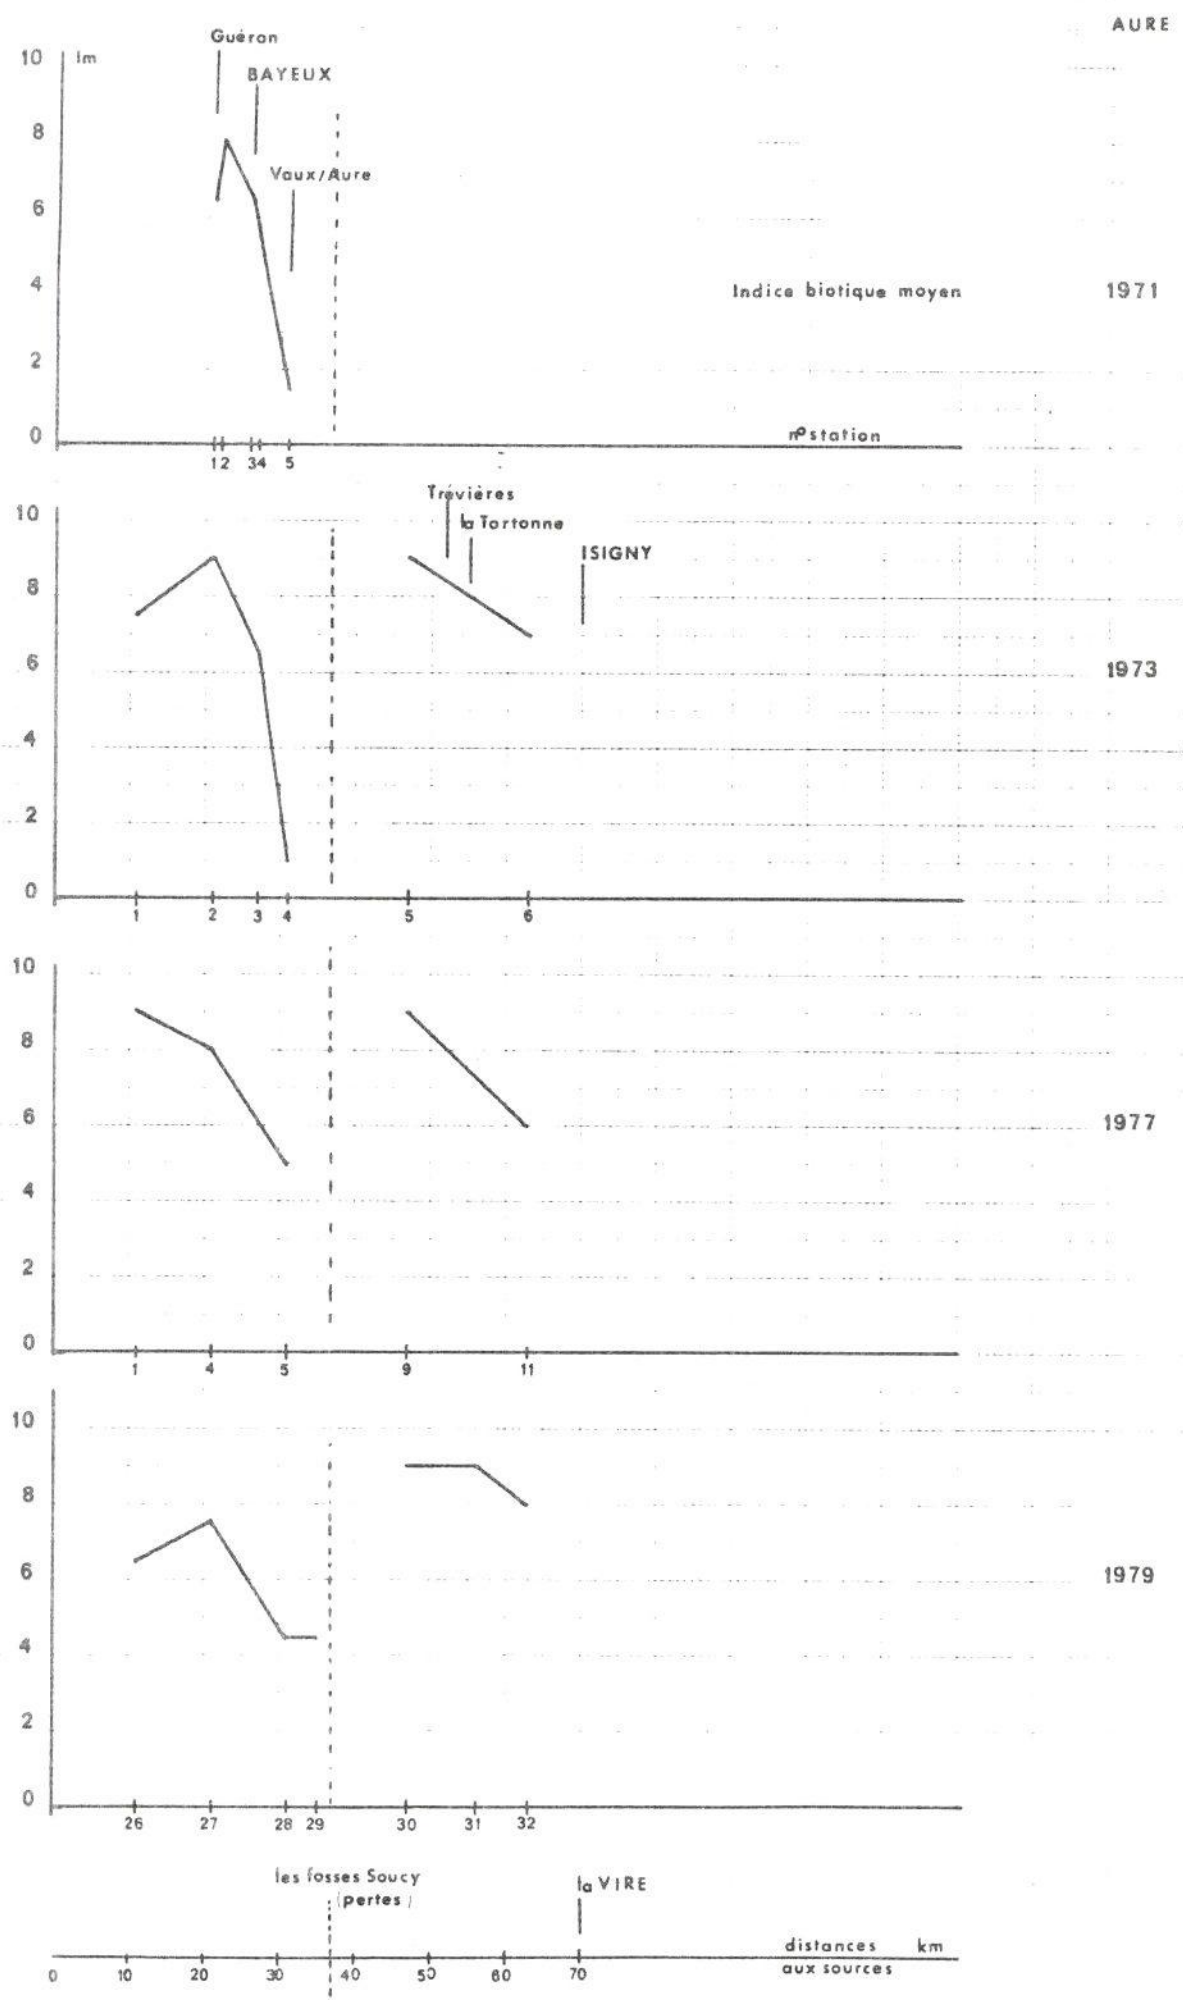 AURE
Guéron
10 Im
BAYEUX
8
Vaux/Aure
6
4
Indice biotique moyen 1971
2
0
nº station
1 2 3 4 5
Trévières
10
la Tortonne
ISIGNY
8
6
1973
4
2
0
1 2 3 4 5 6
10
8
6
1977
4
2
0
1 4 5 9 11
10
8
6
1979
4
2
0
26 27 28 29 30 31 32
les fosses Soucy
(pertes)
la VIRE
distances km
aux sources
0 10 20 30 40 50 60 70